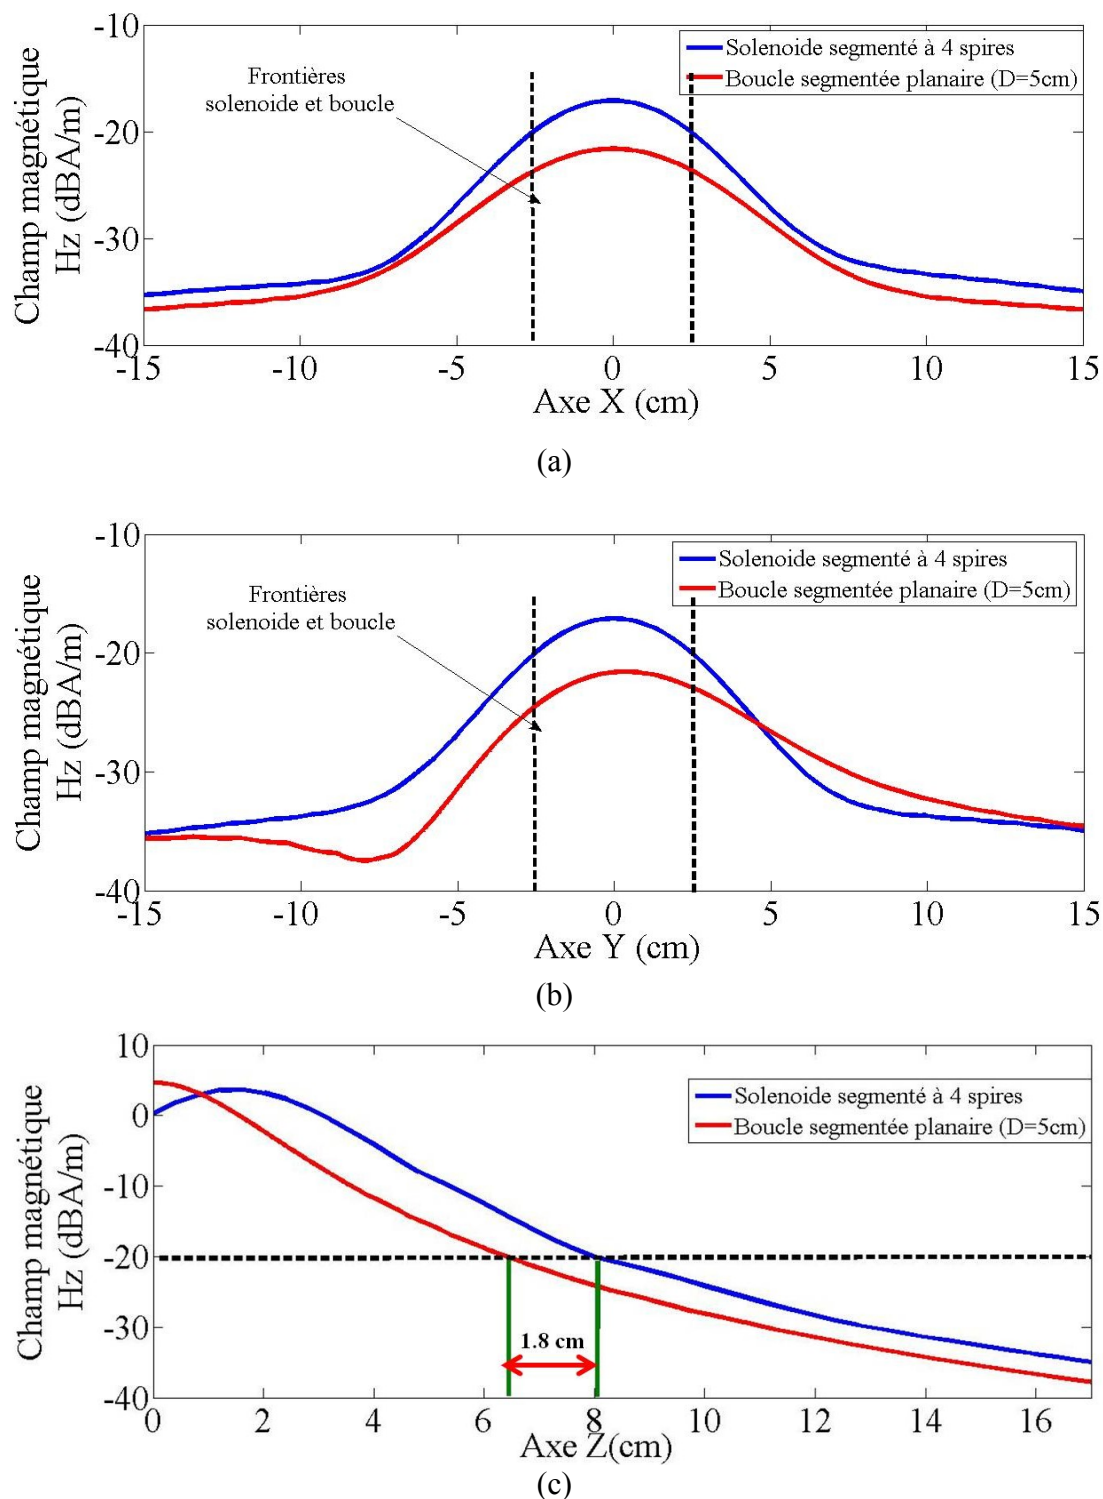 -10
-20
-30
-40
Champ magnétique
Hz (dBA/m)
Frontières
solenoide et boucle
Solenoide segmenté à 4 spires
Boucle segmentée planaire (D=5cm)
-15 -10 -5 0 5 10 15
Axe X (cm)
(a)
-10
-20
-30
-40
Champ magnétique
Hz (dBA/m)
Frontières
solenoide et boucle
Solenoide segmenté à 4 spires
Boucle segmentée planaire (D=5cm)
-15 -10 -5 0 5 10 15
Axe Y (cm)
(b)
10
0
-10
-20
-30
-40
Champ magnétique
Hz (dBA/m)
Solenoide segmenté à 4 spires
Boucle segmentée planaire (D=5cm)
1.8 cm
0 2 4 6 8 10 12 14 16
Axe Z(cm)
(c)